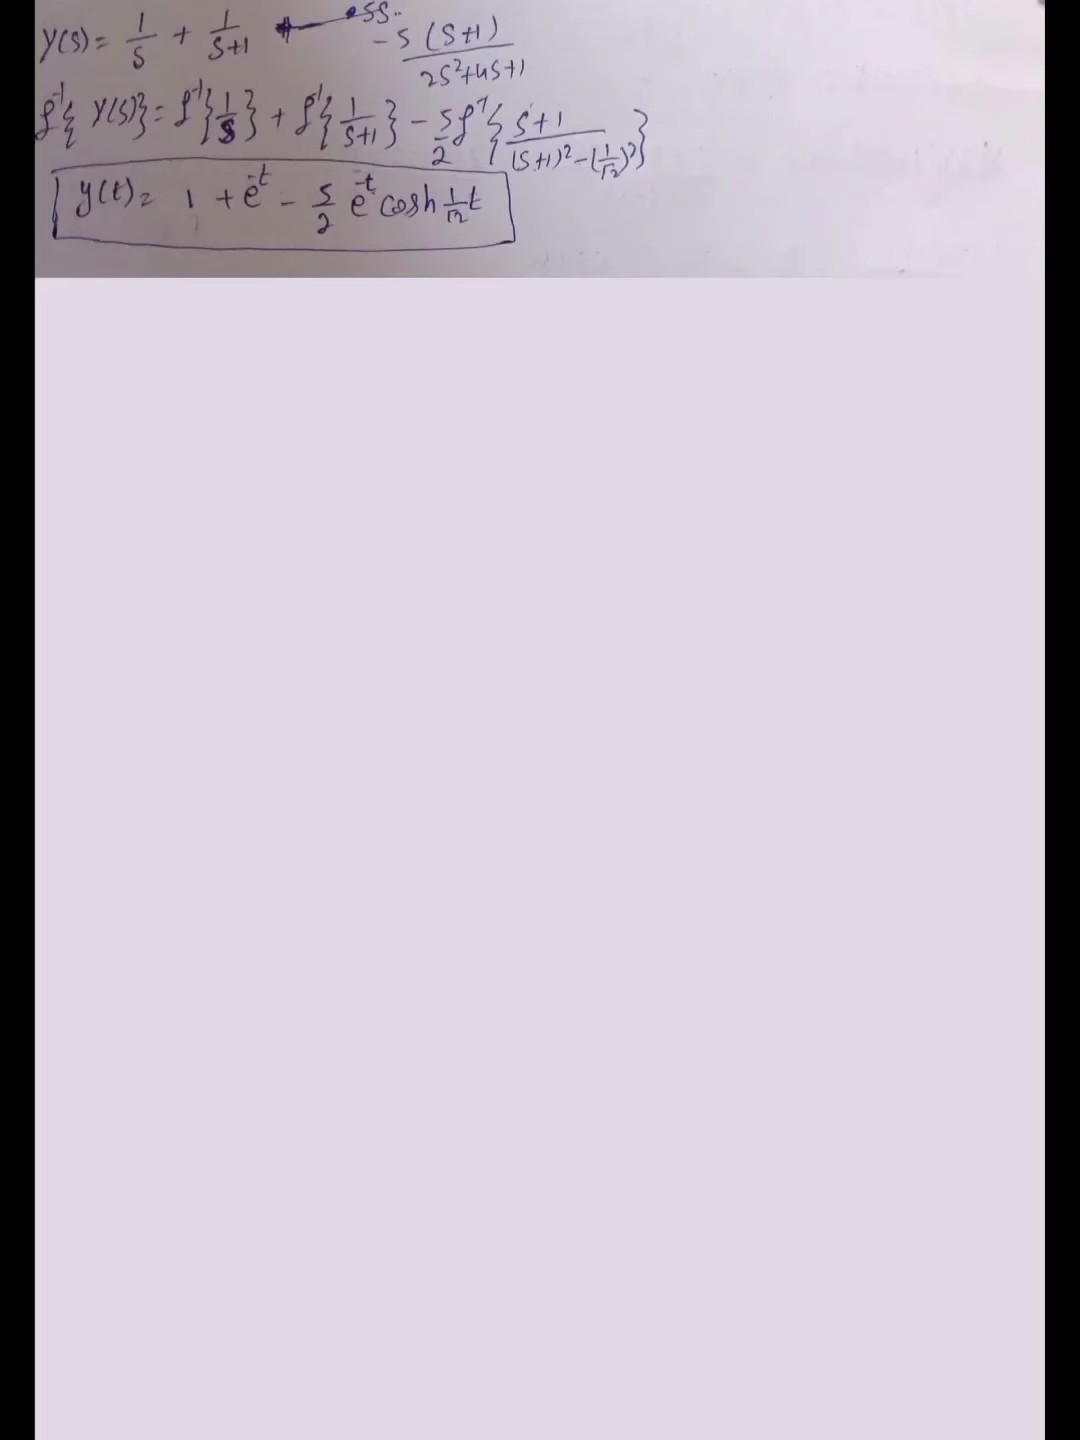 Y(s) = 1/s + 1/(s+1) - 5(s+1)/(2s²+4s+1)
ℒ⁻¹{Y(s)} = ℒ⁻¹{1/s} + ℒ⁻¹{1/(s+1)} - 5/2 ℒ⁻¹{(s+1)/((s+1)² - (1/√2)²)}
y(t) = 1 + e⁻ᵗ - 5/2 e⁻ᵗ cosh 1/√2 t